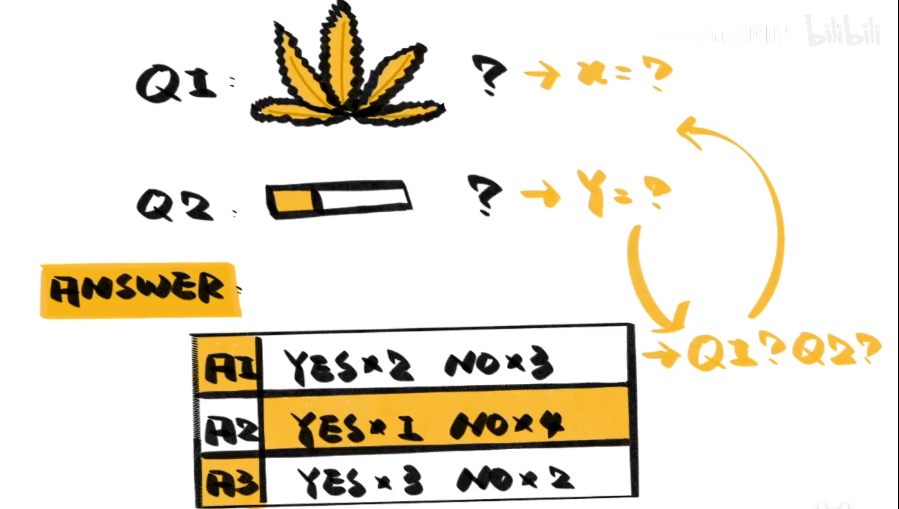 bilibili
Q1: ? → x=?
Q2: ? → Y=?
ANSWER:
→ Q1? Q2?
A1 YES×2 NO×3
A2 YES×1 NO×4
A3 YES×3 NO×2